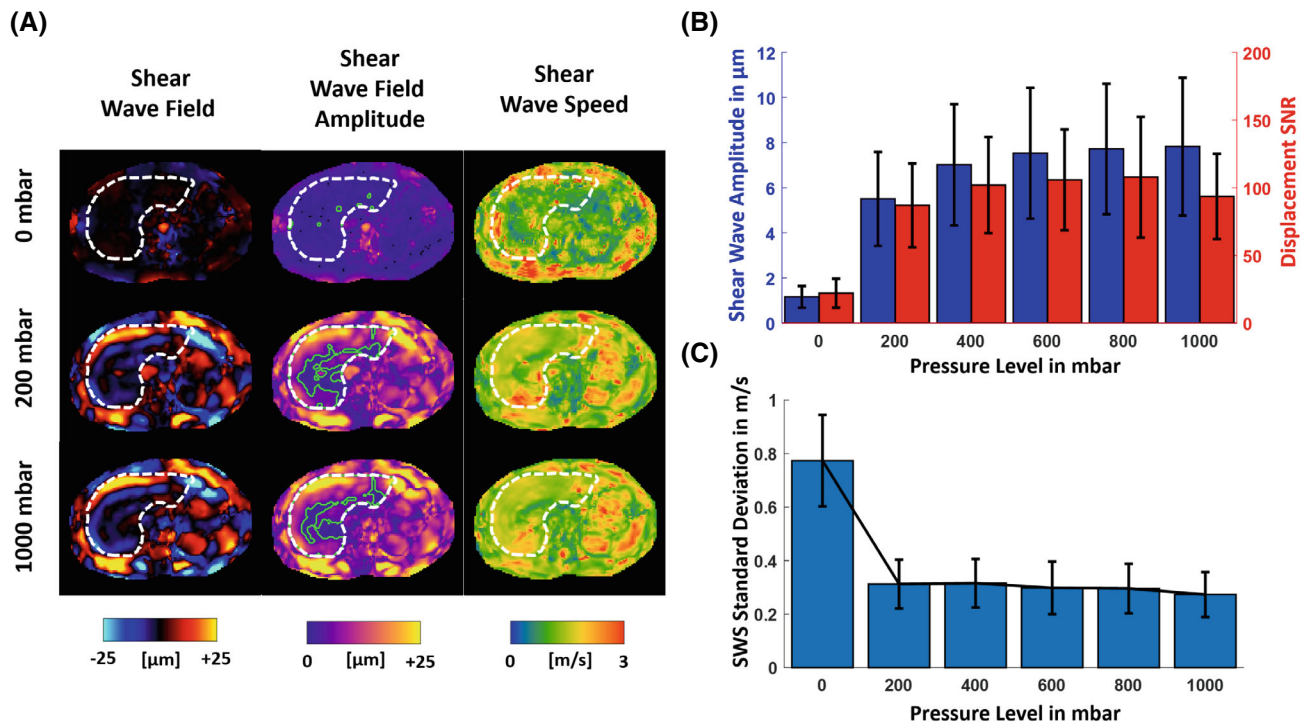 (A)
Shear
Wave Field
Shear
Wave Field
Amplitude
Shear
Wave Speed
0 mbar
200 mbar
1000 mbar
-25 [μm] +25
0 [μm] +25
0 [m/s] 3
(B)
Shear Wave Amplitude in μm
12
10
8
6
4
2
0
200
150
100
50
0
Displacement SNR
0 200 400 600 800 1000
Pressure Level in mbar
(C)
SWS Standard Deviation in m/s
1
0.8
0.6
0.4
0.2
0
0 200 400 600 800 1000
Pressure Level in mbar